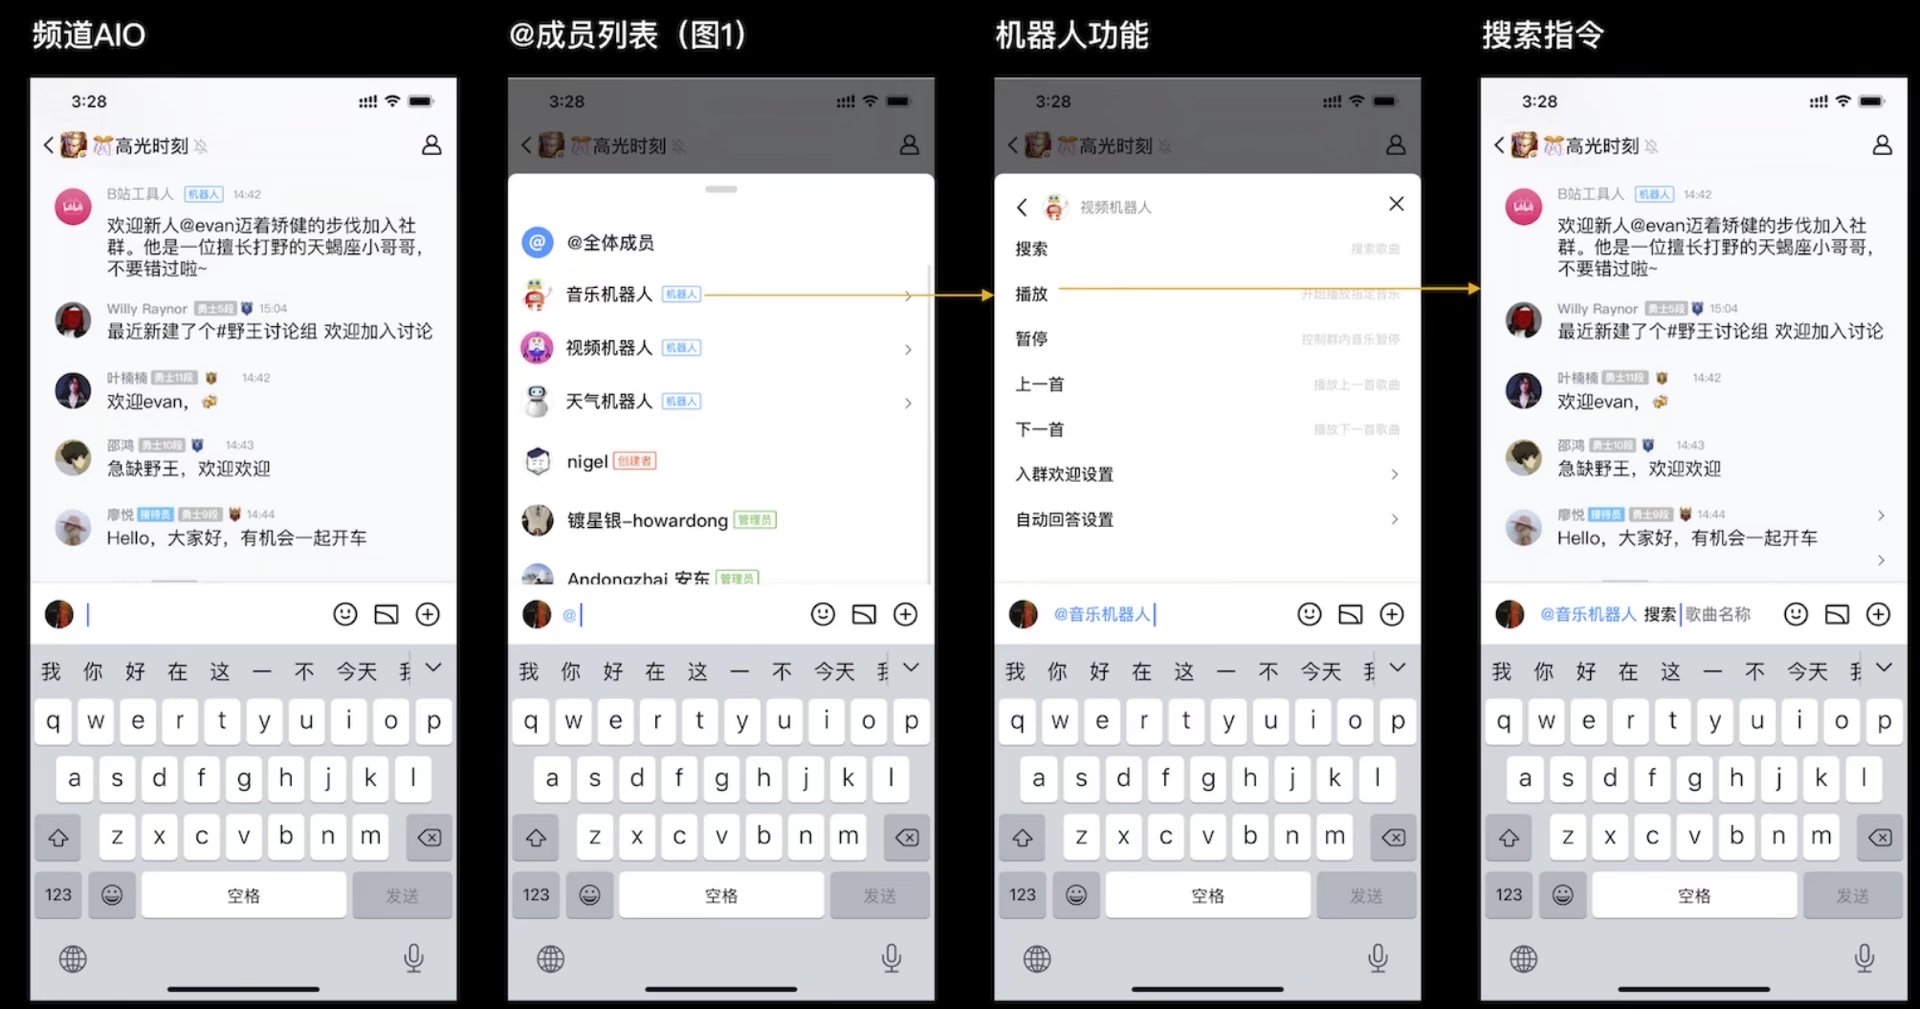 频道AIO
3:28
高光时刻
B站工具人 机器人 14:42
欢迎新人@evan迈着矫健的步伐加入社
群。他是一位擅长打野的天蝎座小哥哥，
不要错过啦~
Willy Raynor 勇士5段 15:04
最近新建了个#野王讨论组 欢迎加入讨论
叶楠楠 勇士11段 14:42
欢迎evan，
邵鸿 勇士10段 14:43
急缺野王，欢迎欢迎
廖悦 接待员 勇士9段 14:44
Hello，大家好，有机会一起开车
我 你 好 在 这 一 不 今天
q w e r t y u i o p
a s d f g h j k l
z x c v b n m
123 空格 发送
@成员列表（图1）
3:28
高光时刻
@ @全体成员
音乐机器人 机器人
视频机器人 机器人
天气机器人 机器人
nigel 创建者
镀星银-howardong 管理员
Andongzhai 安东 管理员
@
我 你 好 在 这 一 不 今天
q w e r t y u i o p
a s d f g h j k l
z x c v b n m
123 空格 发送
机器人功能
3:28
高光时刻
视频机器人
搜索 搜索歌曲
播放 开始播放指定音乐
暂停 控制群内音乐暂停
上一首 播放上一首歌曲
下一首 播放下一首歌曲
入群欢迎设置
自动回答设置
@音乐机器人
我 你 好 在 这 一 不 今天
q w e r t y u i o p
a s d f g h j k l
z x c v b n m
123 空格 发送
搜索指令
3:28
高光时刻
B站工具人 机器人 14:42
欢迎新人@evan迈着矫健的步伐加入社
群。他是一位擅长打野的天蝎座小哥哥，
不要错过啦~
Willy Raynor 勇士5段 15:04
最近新建了个#野王讨论组 欢迎加入讨论
叶楠楠 勇士11段 14:42
欢迎evan，
邵鸿 勇士10段 14:43
急缺野王，欢迎欢迎
廖悦 接待员 勇士9段 14:44
Hello，大家好，有机会一起开车
@音乐机器人 搜索 歌曲名称
我 你 好 在 这 一 不 今天
q w e r t y u i o p
a s d f g h j k l
z x c v b n m
123 空格 发送